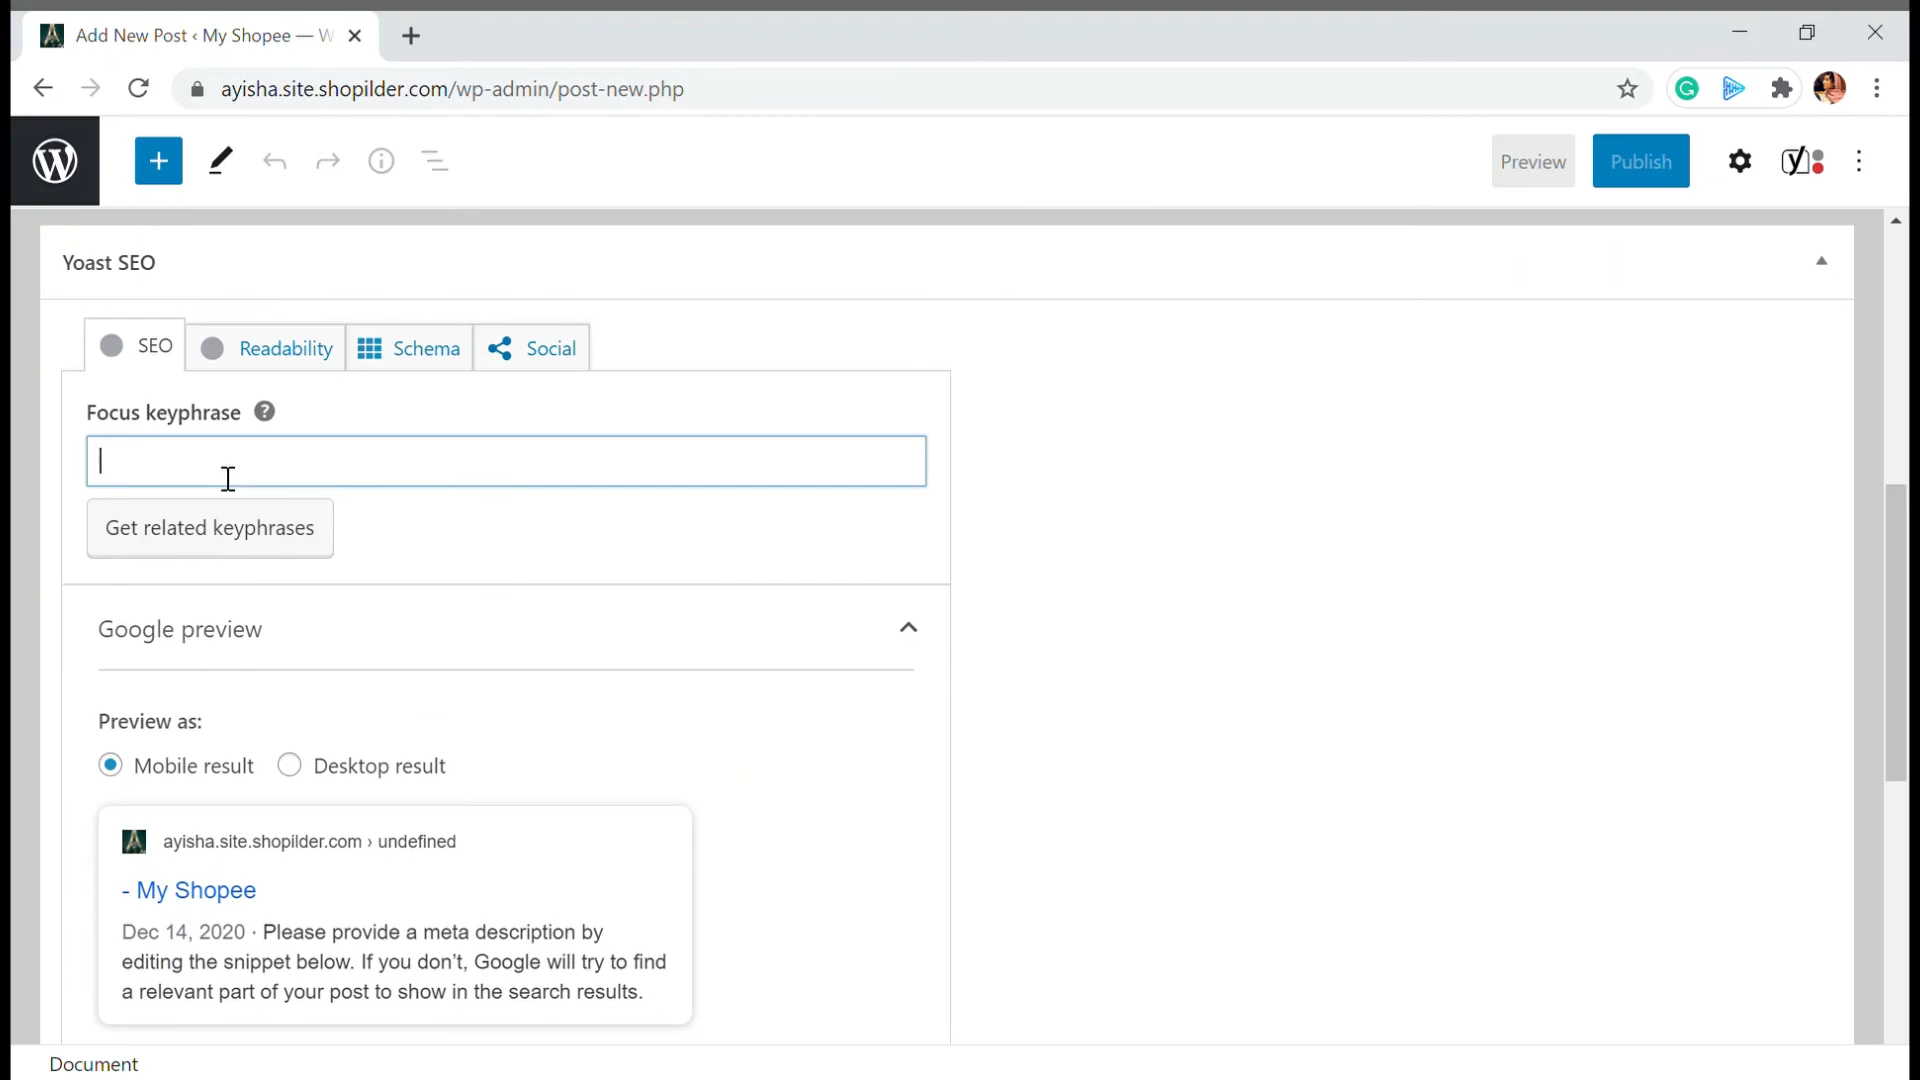 Add New Post ‹ My Shopee — W
ayisha.site.shopilder.com/wp-admin/post-new.php
Preview
Publish
Yoast SEO
SEO
Readability
Schema
Social
Focus keyphrase
Get related keyphrases
Google preview
Preview as:
Mobile result
Desktop result
ayisha.site.shopilder.com › undefined
- My Shopee
Dec 14, 2020 · Please provide a meta description by
editing the snippet below. If you don’t, Google will try to find
a relevant part of your post to show in the search results.
Document